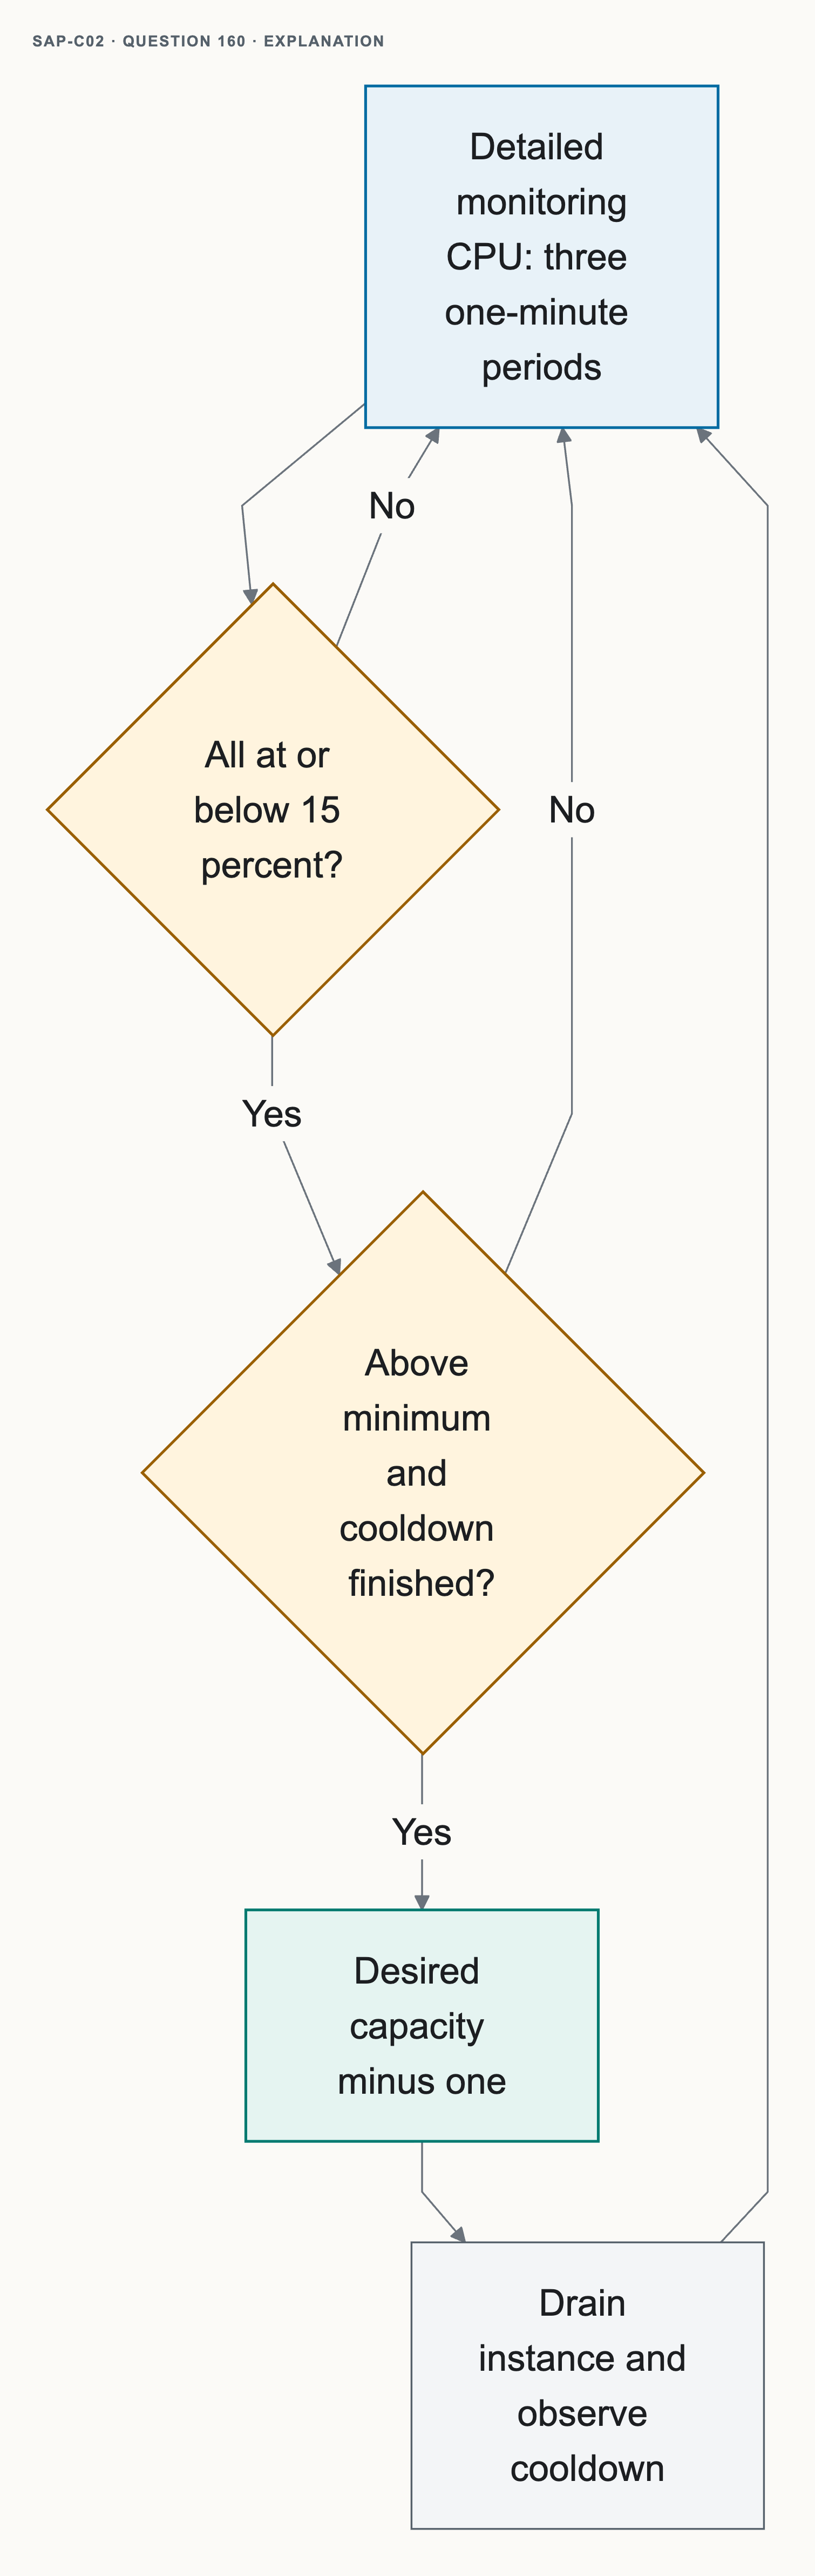 SAP-C02 · QUESTION 160 · EXPLANATION
Detailed
monitoring
CPU: three
one-minute
periods
No
All at or
below 15
percent?
No
Yes
Above
minimum
and
cooldown
finished?
Yes
Desired
capacity
minus one
Drain
instance and
observe
cooldown